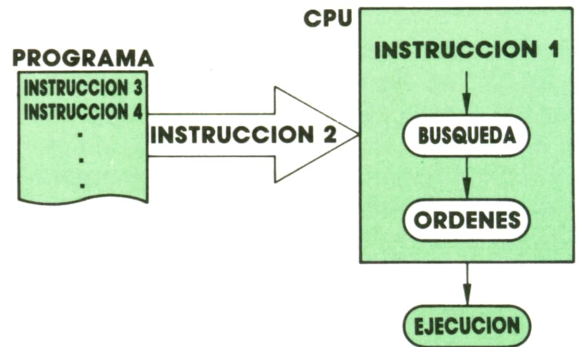 PROGRAMA
INSTRUCCION 3
INSTRUCCION 4
.
.
.
INSTRUCCION 2
CPU
INSTRUCCION 1
BUSQUEDA
ORDENES
EJECUCION